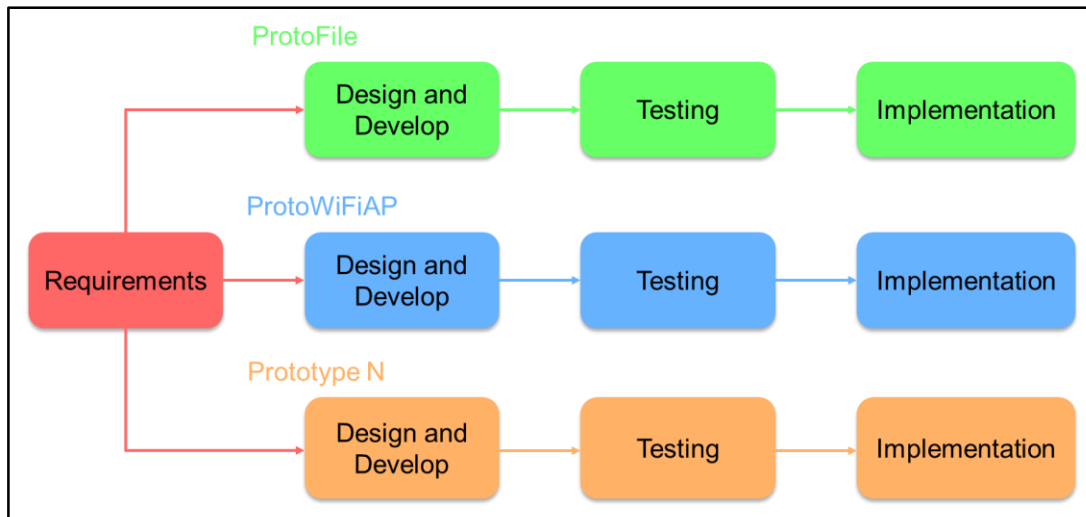 ProtoFile
Design and
Develop
Testing
Implementation
ProtoWiFiAP
Requirements
Design and
Develop
Testing
Implementation
Prototype N
Design and
Develop
Testing
Implementation